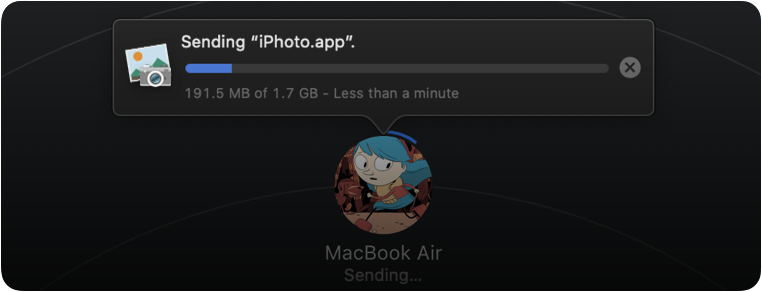 Sending “iPhoto.app”.
191.5 MB of 1.7 GB - Less than a minute
MacBook Air
Sending...